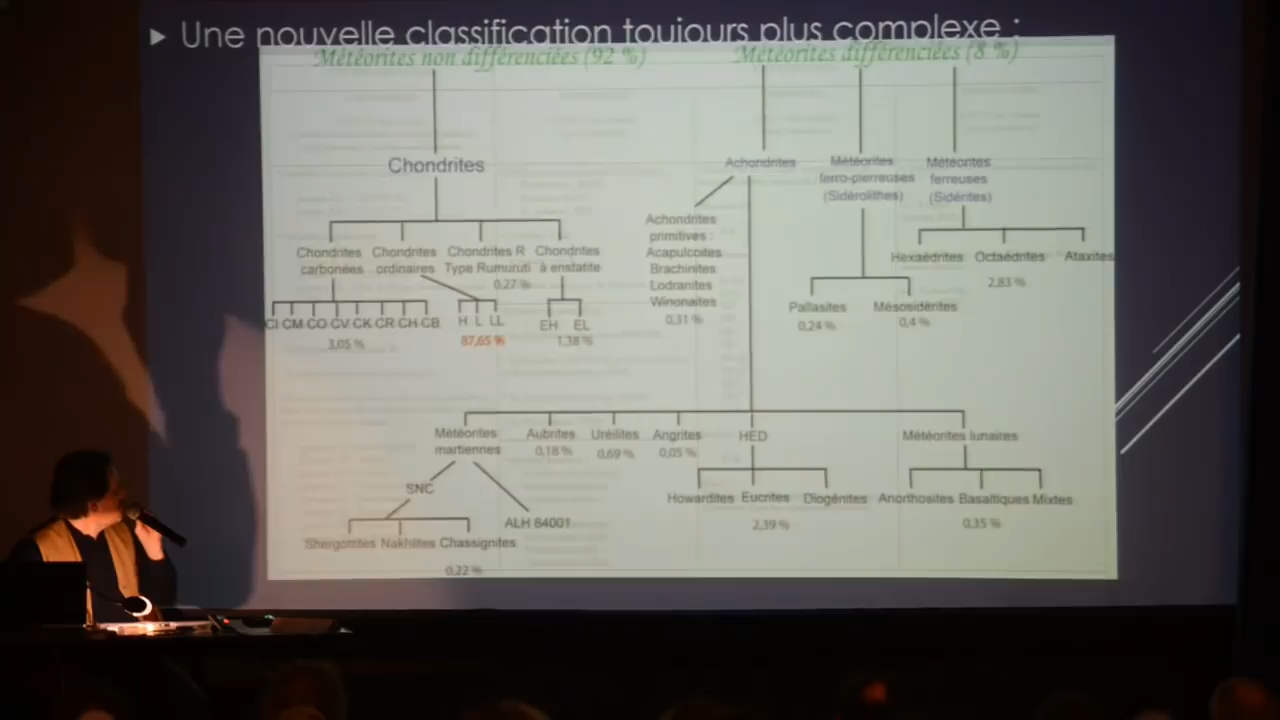 ▸ Une nouvelle classification toujours plus complexe :
Météorites non différenciées (92 %)
Météorites différenciées (8 %)
Chondrites
Achondrites
Météorites
ferro-pierreuses
(Sidérolithes)
Météorites
ferreuses
(Sidérites)
Chondrites
carbonées
Chondrites
ordinaires
Chondrites R
Type Rumuruti
0,27 %
Chondrites
à enstatite
Achondrites
primitives :
Acapulcoites
Brachinites
Lodranites
Winonaites
0,31 %
Hexaédrites Octaédrites Ataxites
2,83 %
CI CM CO CV CK CR CH CB
3,05 %
H L LL
87,65 %
EH EL
1,38 %
Pallasites
0,24 %
Mésosidérites
0,4 %
Météorites
martiennes
Aubrites
0,18 %
Uréilites
0,69 %
Angrites
0,05 %
HED
Météorites lunaires
SNC
ALH 84001
Shergottites Nakhlites Chassignites
0,22 %
Howardites Eucrites Diogénites
2,39 %
Anorthosites Basaltiques Mixtes
0,35 %